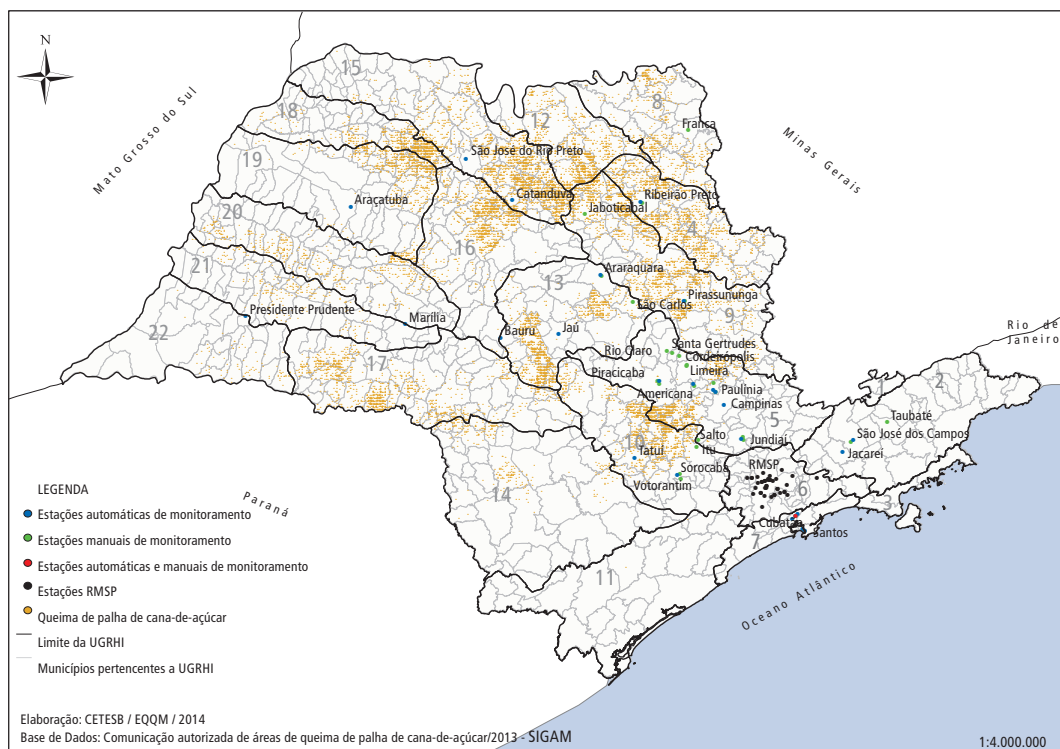 N
Mato Grosso do Sul
Minas Gerais
Rio de
Janeiro
Paraná
Oceano Atlântico
15
18
8
12
Franca
19
São José do Rio Preto
Araçatuba
Catanduva
Ribeirão Preto
Jaboticabal
20
4
16
21
13
Araraquara
São Carlos
Pirassununga
9
Presidente Prudente
Marília
Bauru
Jaú
22
17
Rio Claro
Santa Gertrudes
Cordeirópolis
Piracicaba
Limeira
Americana
Paulínia
Campinas
1
2
Taubaté
5
10
Salto
Itu
Jundiaí
São José dos Campos
Jacareí
Tatuí
Sorocaba
Votorantim
RMSP
6
3
14
Cubatão
Santos
7
11
LEGENDA
Estações automáticas de monitoramento
Estações manuais de monitoramento
Estações automáticas e manuais de monitoramento
Estações RMSP
Queima de palha de cana-de-açúcar
Limite da UGRHI
Municípios pertencentes a UGRHI
Elaboração: CETESB / EQQM / 2014
Base de Dados: Comunicação autorizada de áreas de queima de palha de cana-de-açúcar/2013 - SIGAM
1:4.000.000